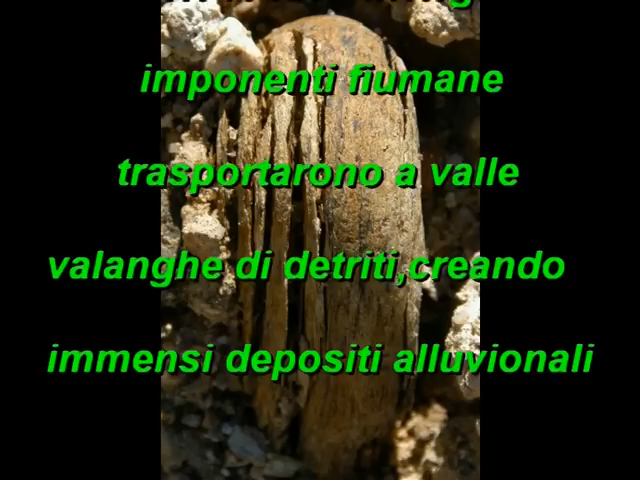 imponenti fiumane
trasportarono a valle
valanghe di detriti,creando
immensi depositi alluvionali